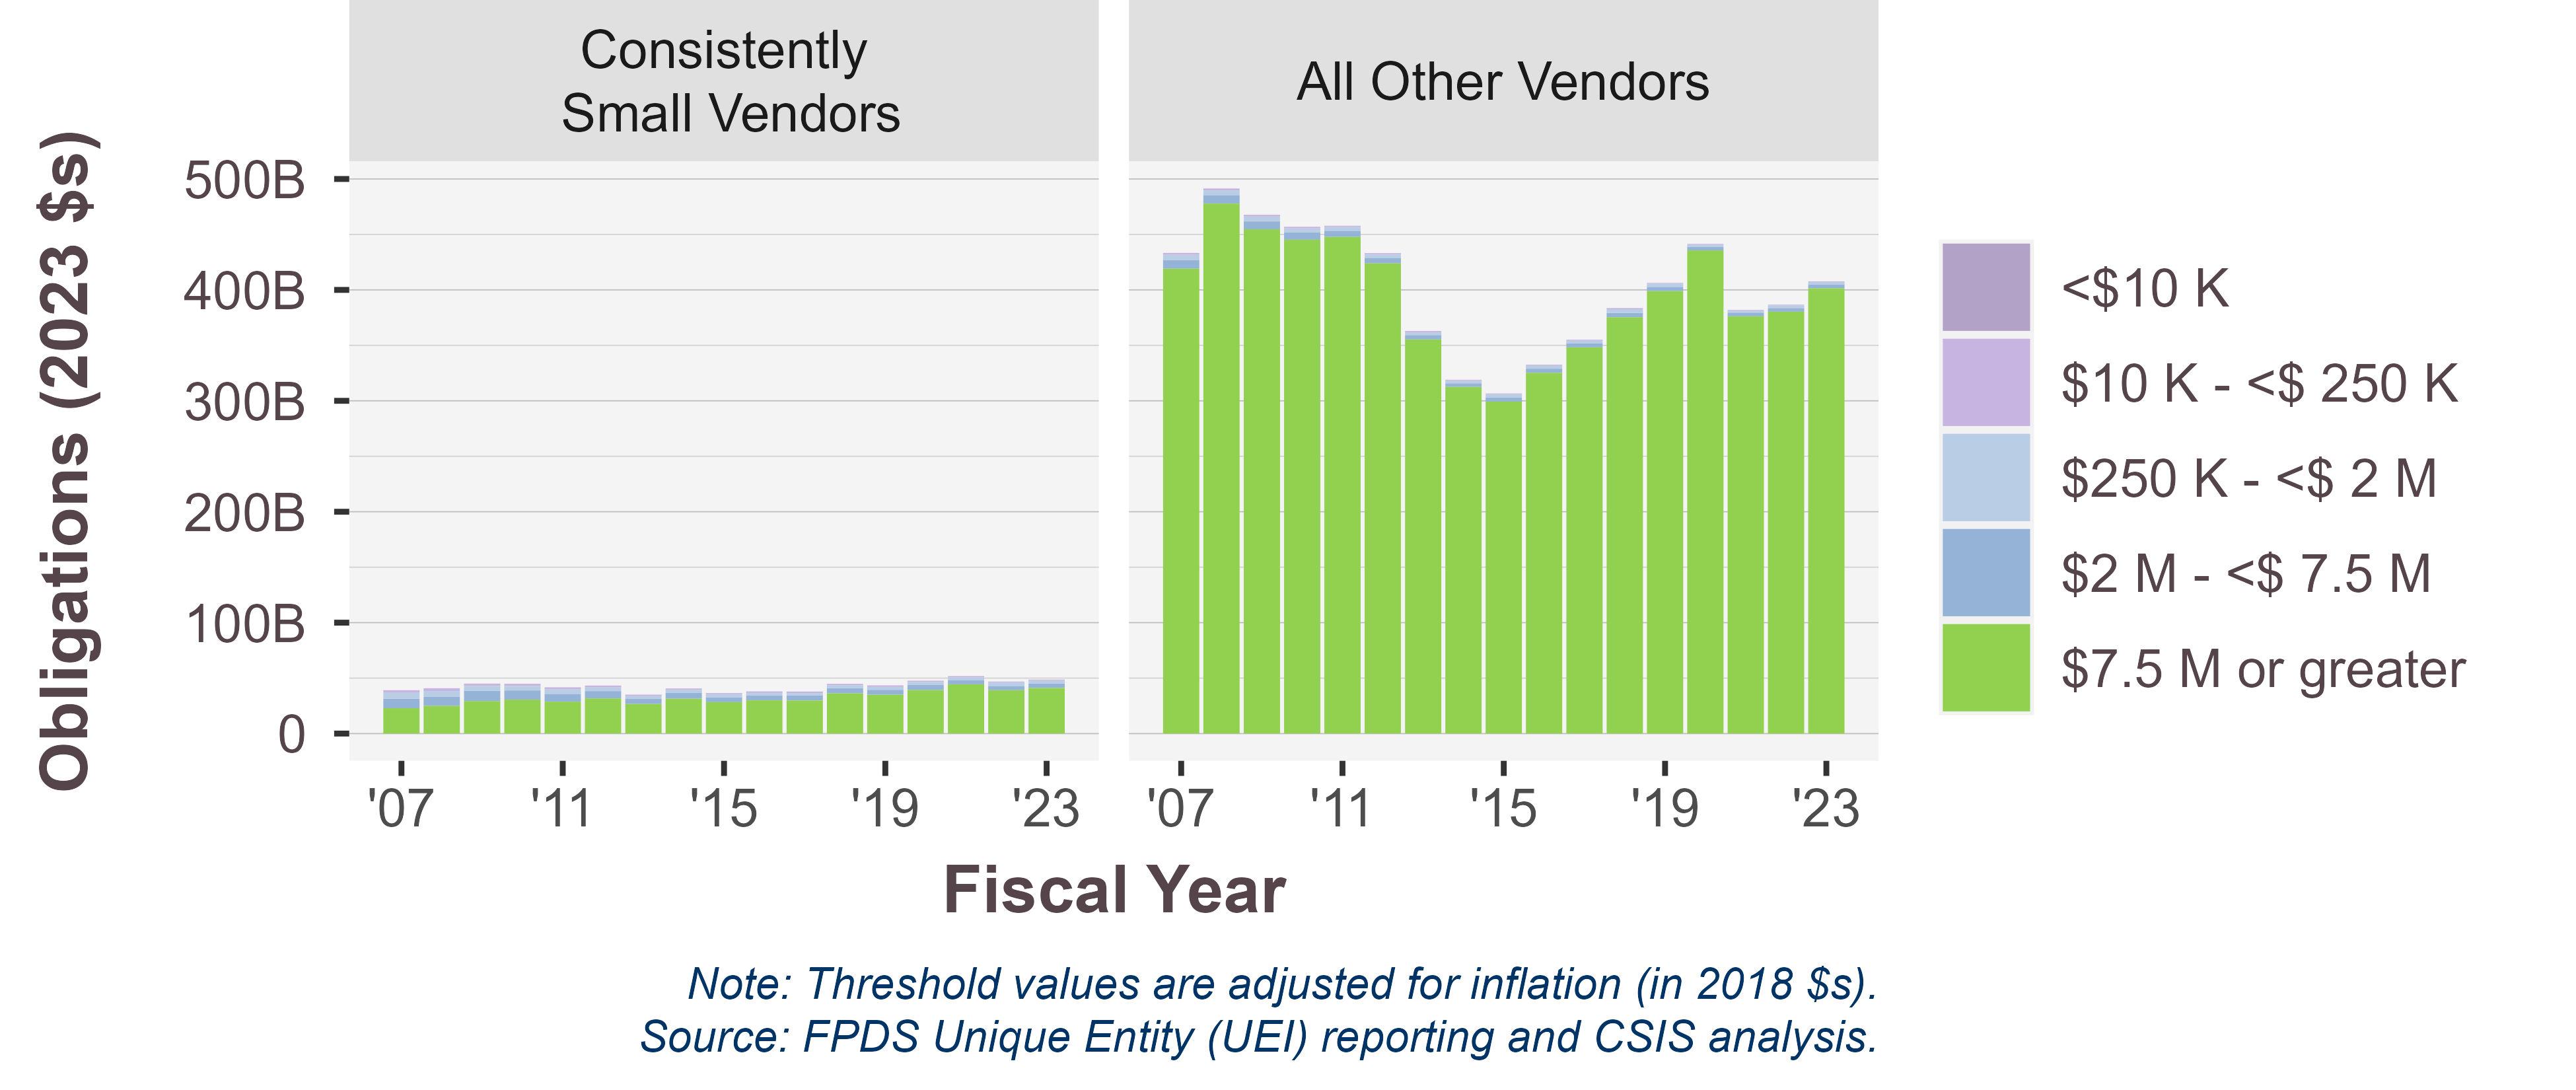 Consistently
Small Vendors
All Other Vendors
Obligations (2023 $s)
500B
400B
300B
200B
100B
0
'07
'11
'15
'19
'23
'07
'11
'15
'19
'23
Fiscal Year
<$10 K
$10 K - <$ 250 K
$250 K - <$ 2 M
$2 M - <$ 7.5 M
$7.5 M or greater
Note: Threshold values are adjusted for inflation (in 2018 $s).
Source: FPDS Unique Entity (UEI) reporting and CSIS analysis.